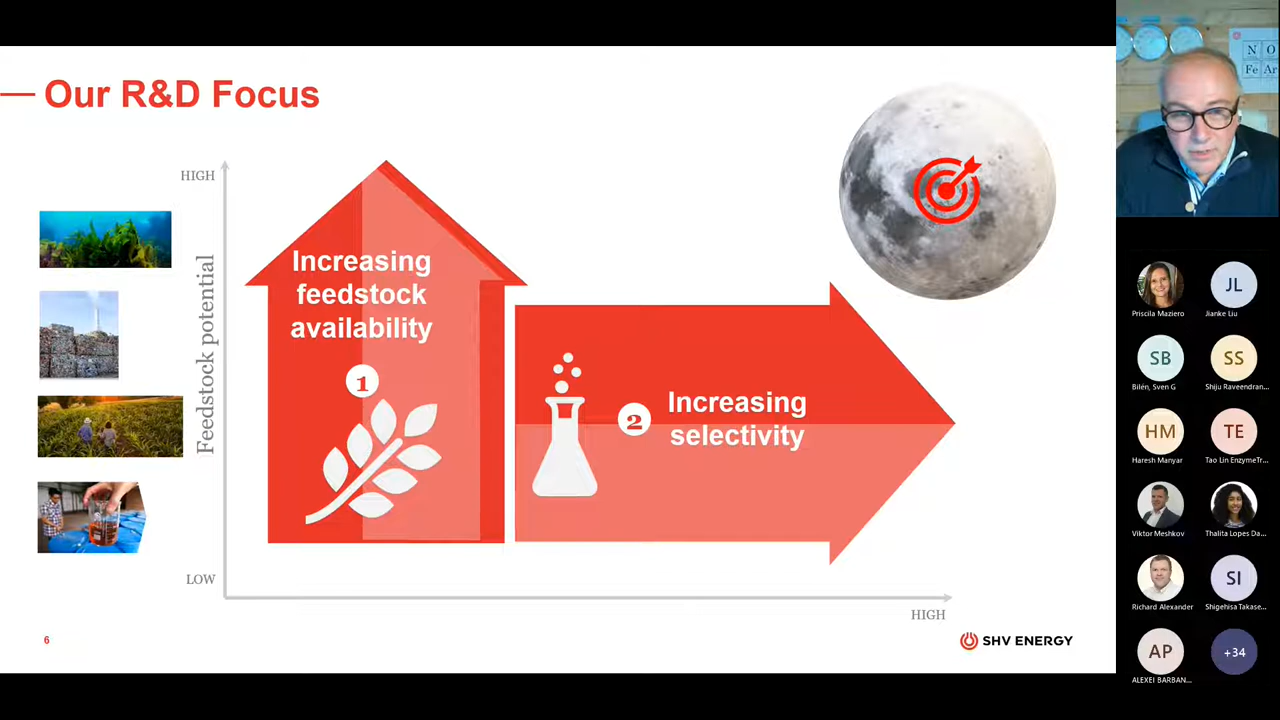 Our R&D Focus
HIGH
Feedstock potential
LOW
HIGH
Increasing
feedstock
availability
1
2
Increasing
selectivity
6
SHV ENERGY
N O
Fe Ar
Priscila Maziero
JL
Jianke Liu
SB
Bilén, Sven G
SS
Shiju Raveendran...
HM
Haresh Manyar
TE
Tao Lin EnzymeTr...
Viktor Meshkov
Thalita Lopes Da...
Richard Alexander
SI
Shigehisa Takase...
AP
ALEXEI BARBAN...
+34